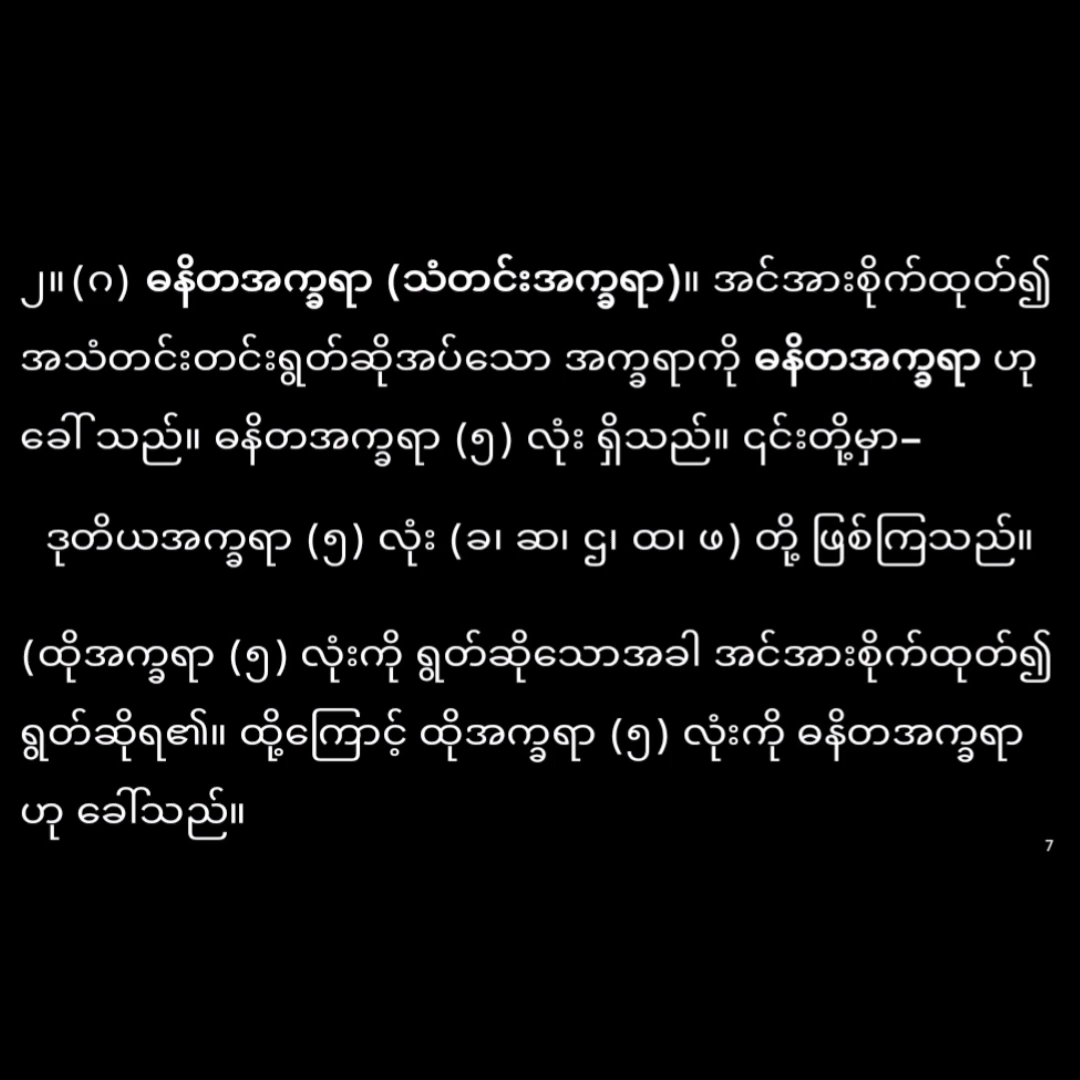 ၂။(ဂ) ဓနိတအက္ခရာ (သံတင်းအက္ခရာ)။ အင်အားစိုက်ထုတ်၍
အသံတင်းတင်းရွတ်ဆိုအပ်သော အက္ခရာကို ဓနိတအက္ခရာ ဟု
ခေါ် သည်။ ဓနိတအက္ခရာ (၅) လုံး ရှိသည်။ ၎င်းတို့မှာ–
ဒုတိယအက္ခရာ (၅) လုံး (ခ၊ ဆ၊ ဌ၊ ထ၊ ဖ) တို့ ဖြစ်ကြသည်။
(ထိုအက္ခရာ (၅) လုံးကို ရွတ်ဆိုသောအခါ အင်အားစိုက်ထုတ်၍
ရွတ်ဆိုရ၏။ ထို့ကြောင့် ထိုအက္ခရာ (၅) လုံးကို ဓနိတအက္ခရာ
ဟု ခေါ်သည်။
7